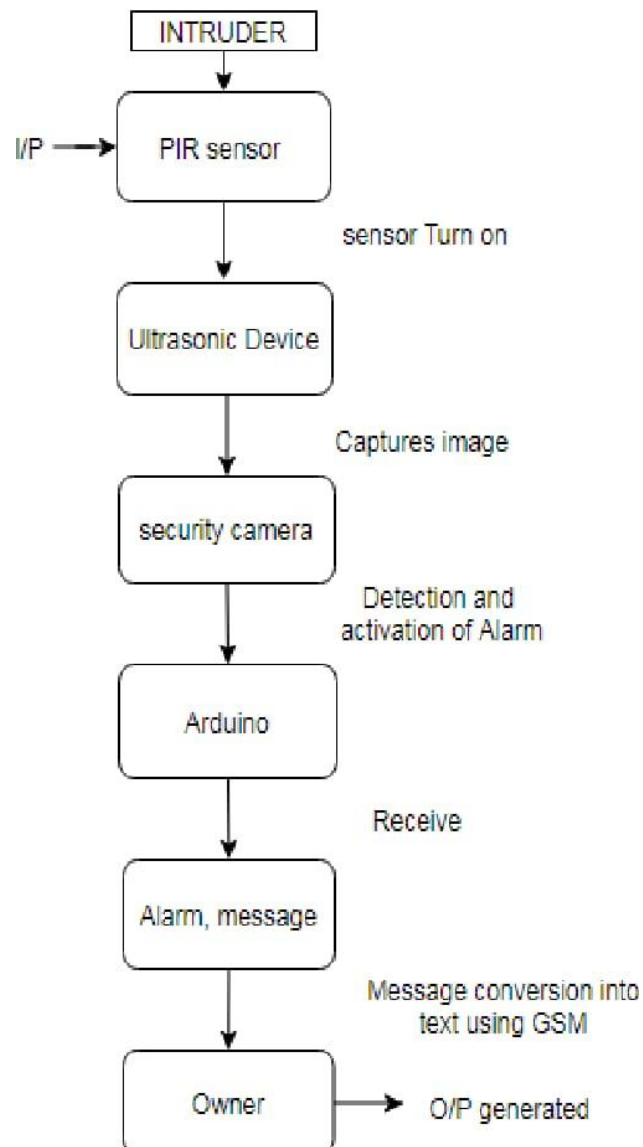 INTRUDER
I/P
PIR sensor
sensor Turn on
Ultrasonic Device
Captures image
security camera
Detection and
activation of Alarm
Arduino
Receive
Alarm, message
Message conversion into
text using GSM
Owner
O/P generated